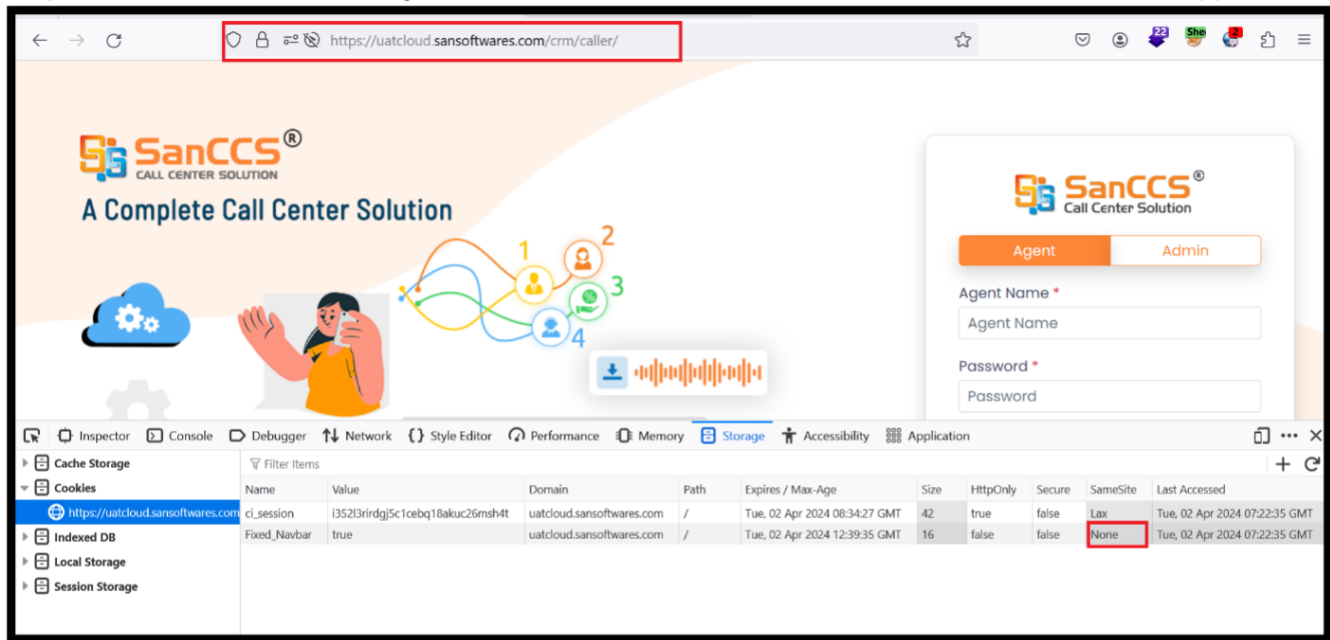 https://uatcloud.sansoftwares.com/crm/caller/
22
She
2
SanCCS®
CALL CENTER SOLUTION
A Complete Call Center Solution
1
2
3
4
SanCCS®
Call Center Solution
Agent Admin
Agent Name *
Agent Name
Password *
Password
Inspector Console Debugger Network {} Style Editor Performance Memory Storage Accessibility Application
Cache Storage
Cookies
https://uatcloud.sansoftwares.com
Indexed DB
Local Storage
Session Storage
Filter Items
Name Value Domain Path Expires / Max-Age Size HttpOnly Secure SameSite Last Accessed
ci_session i352l3rirdgj5c1cebq18akuc26msh4t uatcloud.sansoftwares.com / Tue, 02 Apr 2024 08:34:27 GMT 42 true false Lax Tue, 02 Apr 2024 07:22:35 GMT
Fixed_Navbar true uatcloud.sansoftwares.com / Tue, 02 Apr 2024 12:39:35 GMT 16 false false None Tue, 02 Apr 2024 07:22:35 GMT